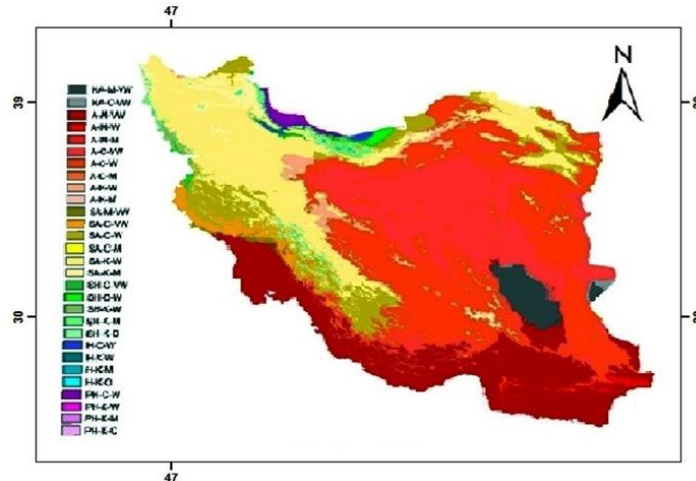 47
N
39
HA-M-VW
HA-C-VW
A-M-VW
A-M-W
A-M-M
A-C-VW
A-C-W
A-C-M
A-K-W
A-K-M
SA-M-VW
SA-C-VW
SA-C-W
SA-C-M
SA-K-W
SA-K-M
SH-C-VW
SH-C-W
SH-K-W
SH-K-M
30
H-C-W
H-K-W
H-K-M
H-K-C
PH-C-W
PH-K-W
PH-K-M
PH-K-C
47